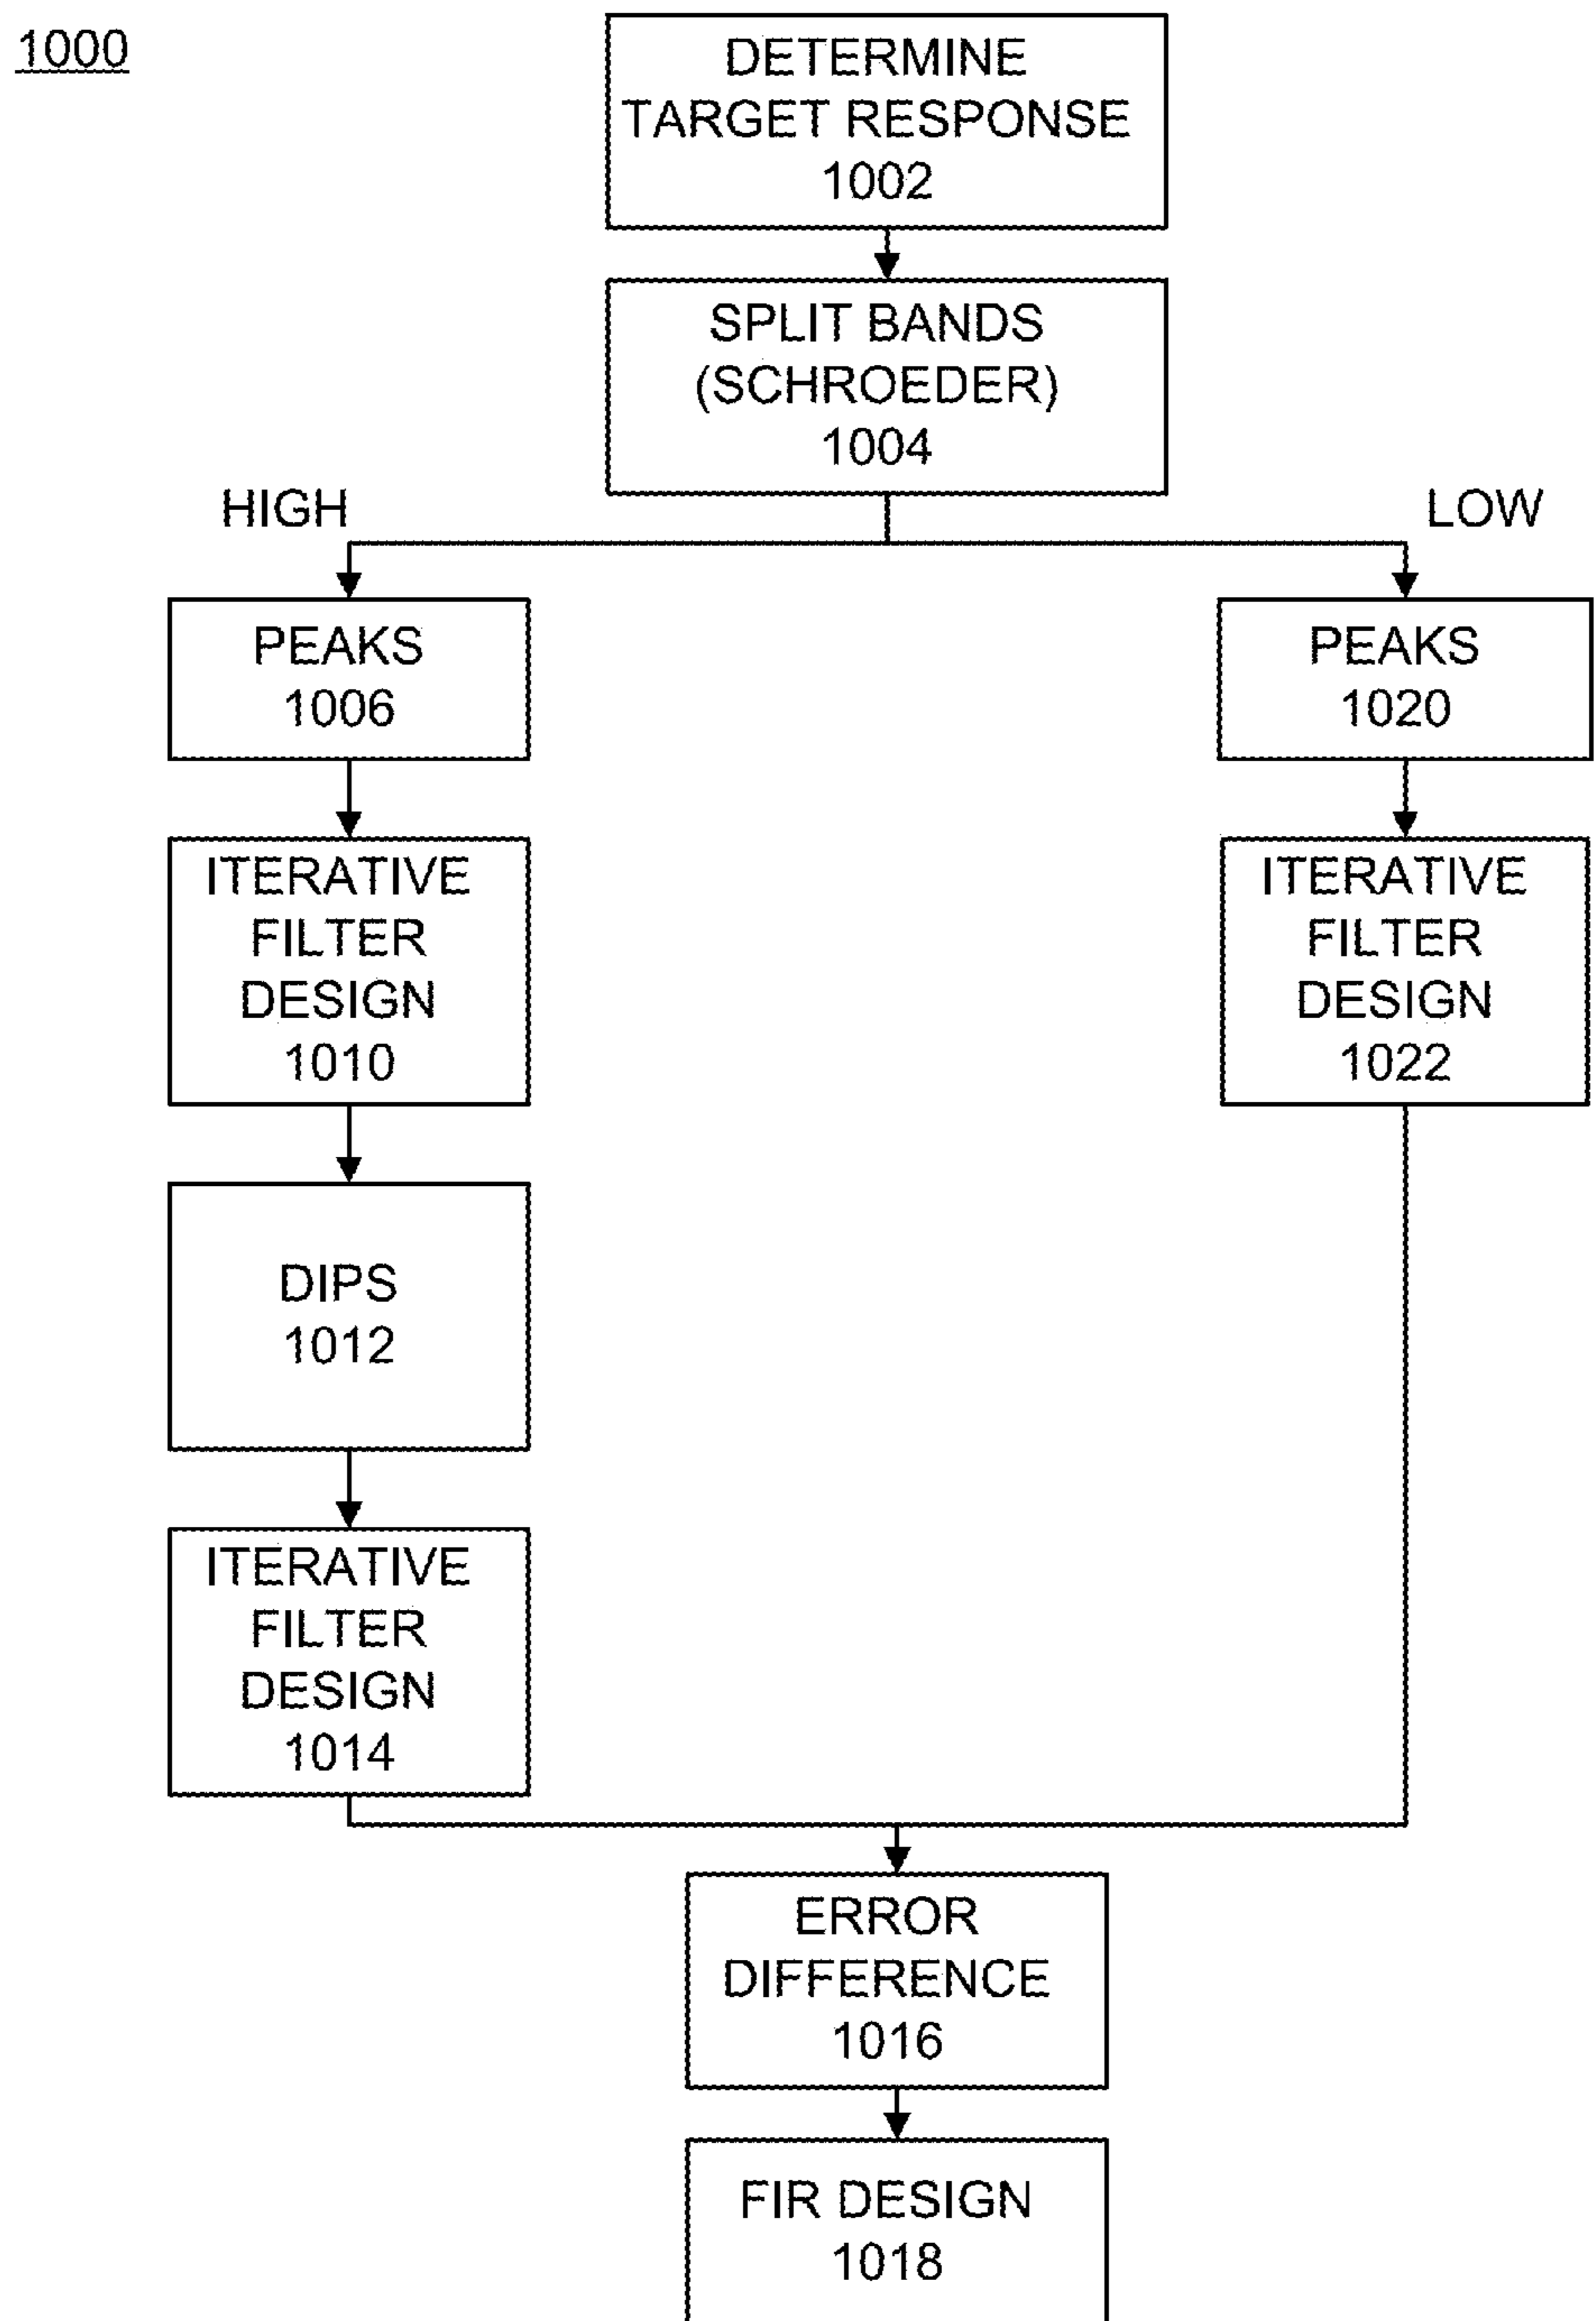 1000
DETERMINE
TARGET RESPONSE
1002
SPLIT BANDS
(SCHROEDER)
1004
HIGH
LOW
PEAKS
1006
PEAKS
1020
ITERATIVE
FILTER
DESIGN
1010
ITERATIVE
FILTER
DESIGN
1022
DIPS
1012
ITERATIVE
FILTER
DESIGN
1014
ERROR
DIFFERENCE
1016
FIR DESIGN
1018